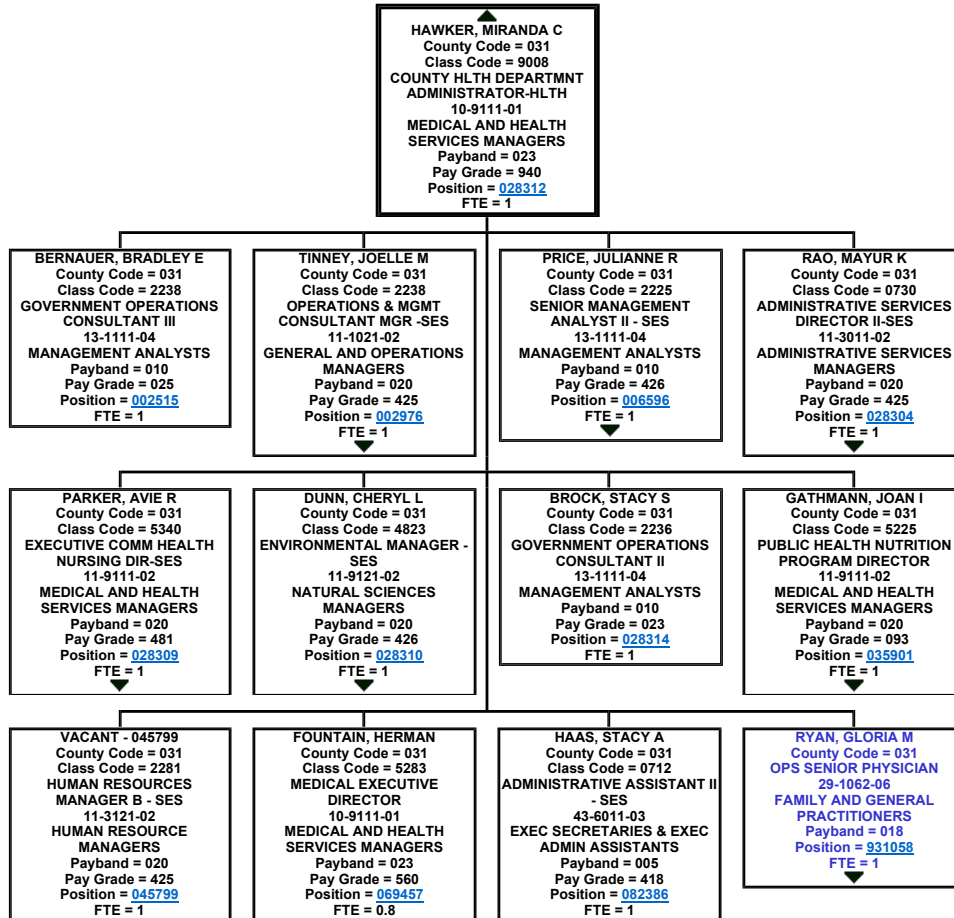 HAWKER, MIRANDA C
County Code = 031
Class Code = 9008
COUNTY HLTH DEPARTMNT
ADMINISTRATOR-HLTH
10-9111-01
MEDICAL AND HEALTH
SERVICES MANAGERS
Payband = 023
Pay Grade = 940
Position = 028312
FTE = 1
BERNAUER, BRADLEY E
County Code = 031
Class Code = 2238
GOVERNMENT OPERATIONS
CONSULTANT III
13-1111-04
MANAGEMENT ANALYSTS
Payband = 010
Pay Grade = 025
Position = 002515
FTE = 1
TINNEY, JOELLE M
County Code = 031
Class Code = 2238
OPERATIONS & MGMT
CONSULTANT MGR -SES
11-1021-02
GENERAL AND OPERATIONS
MANAGERS
Payband = 020
Pay Grade = 425
Position = 002976
FTE = 1
PRICE, JULIANNE R
County Code = 031
Class Code = 2225
SENIOR MANAGEMENT
ANALYST II - SES
13-1111-04
MANAGEMENT ANALYSTS
Payband = 010
Pay Grade = 426
Position = 006596
FTE = 1
RAO, MAYUR K
County Code = 031
Class Code = 0730
ADMINISTRATIVE SERVICES
DIRECTOR II-SES
11-3011-02
ADMINISTRATIVE SERVICES
MANAGERS
Payband = 020
Pay Grade = 425
Position = 028304
FTE = 1
PARKER, AVIE R
County Code = 031
Class Code = 5340
EXECUTIVE COMM HEALTH
NURSING DIR-SES
11-9111-02
MEDICAL AND HEALTH
SERVICES MANAGERS
Payband = 020
Pay Grade = 481
Position = 028309
FTE = 1
DUNN, CHERYL L
County Code = 031
Class Code = 4823
ENVIRONMENTAL MANAGER -
SES
11-9121-02
NATURAL SCIENCES
MANAGERS
Payband = 020
Pay Grade = 426
Position = 028310
FTE = 1
BROCK, STACY S
County Code = 031
Class Code = 2236
GOVERNMENT OPERATIONS
CONSULTANT II
13-1111-04
MANAGEMENT ANALYSTS
Payband = 010
Pay Grade = 023
Position = 028314
FTE = 1
GATHMANN, JOAN I
County Code = 031
Class Code = 5225
PUBLIC HEALTH NUTRITION
PROGRAM DIRECTOR
11-9111-02
MEDICAL AND HEALTH
SERVICES MANAGERS
Payband = 020
Pay Grade = 093
Position = 035901
FTE = 1
VACANT - 045799
County Code = 031
Class Code = 2281
HUMAN RESOURCES
MANAGER B - SES
11-3121-02
HUMAN RESOURCE
MANAGERS
Payband = 020
Pay Grade = 425
Position = 045799
FTE = 1
FOUNTAIN, HERMAN
County Code = 031
Class Code = 5283
MEDICAL EXECUTIVE
DIRECTOR
10-9111-01
MEDICAL AND HEALTH
SERVICES MANAGERS
Payband = 023
Pay Grade = 560
Position = 069457
FTE = 0.8
HAAS, STACY A
County Code = 031
Class Code = 0712
ADMINISTRATIVE ASSISTANT II
- SES
43-6011-03
EXEC SECRETARIES & EXEC
ADMIN ASSISTANTS
Payband = 005
Pay Grade = 418
Position = 082386
FTE = 1
RYAN, GLORIA M
County Code = 031
OPS SENIOR PHYSICIAN
29-1062-06
FAMILY AND GENERAL
PRACTITIONERS
Payband = 018
Position = 931058
FTE = 1